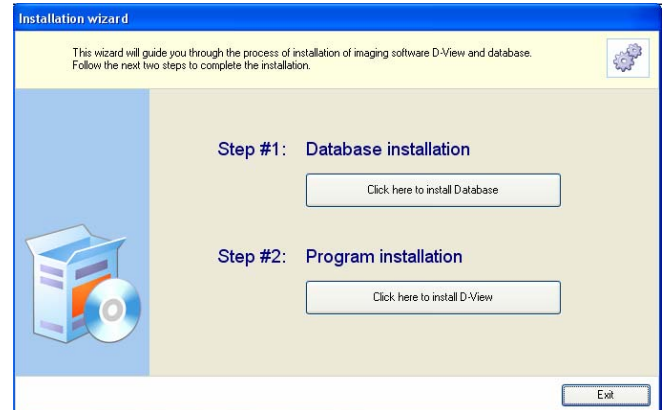 Installation wizard
This wizard will guide you through the process of installation of imaging software D-View and database.
Follow the next two steps to complete the installation.
Step #1: Database installation
Click here to install Database
Step #2: Program installation
Click here to install D-View
Exit